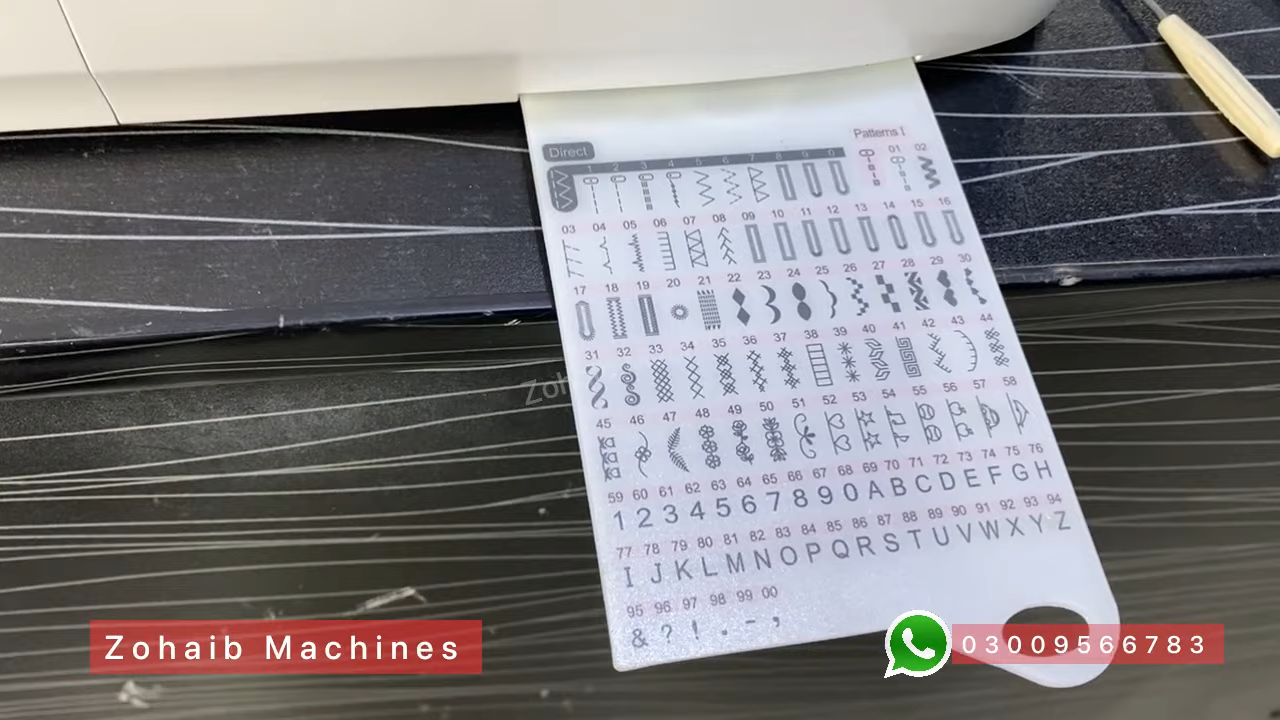 Patterns I
Direct
1 2 3 4 5 6 7 8 9 0 01 02
03 04 05 06 07 08 09 10 11 12 13 14 15 16
17 18 19 20 21 22 23 24 25 26 27 28 29 30
31 32 33 34 35 36 37 38 39 40 41 42 43 44
45 46 47 48 49 50 51 52 53 54 55 56 57 58
59 60 61 62 63 64 65 66 67 68 69 70 71 72 73 74 75 76
1 2 3 4 5 6 7 8 9 0 A B C D E F G H
77 78 79 80 81 82 83 84 85 86 87 88 89 90 91 92 93 94
I J K L M N O P Q R S T U V W X Y Z
95 96 97 98 99 00
& ? ! . - ,
Zohaib Machines
03009566783